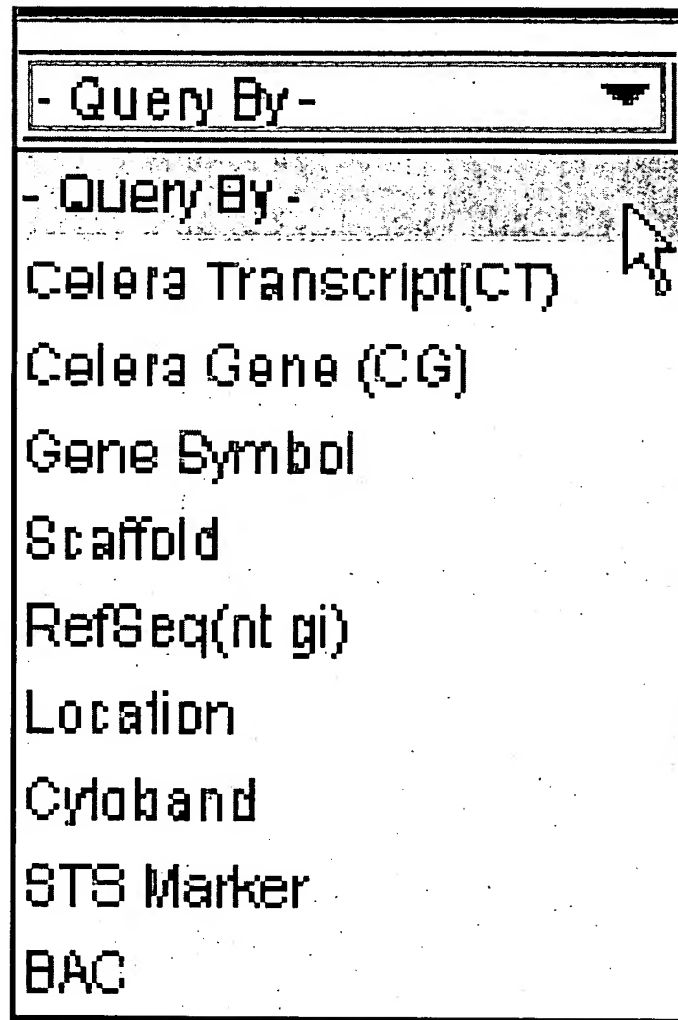 - Query By -
- Query By -
Celera Transcript(CT)
Celera Gene (CG)
Gene Symbol
Scaffold
RefSeq(nt gi)
Location
Cytoband
STS Marker
BAC